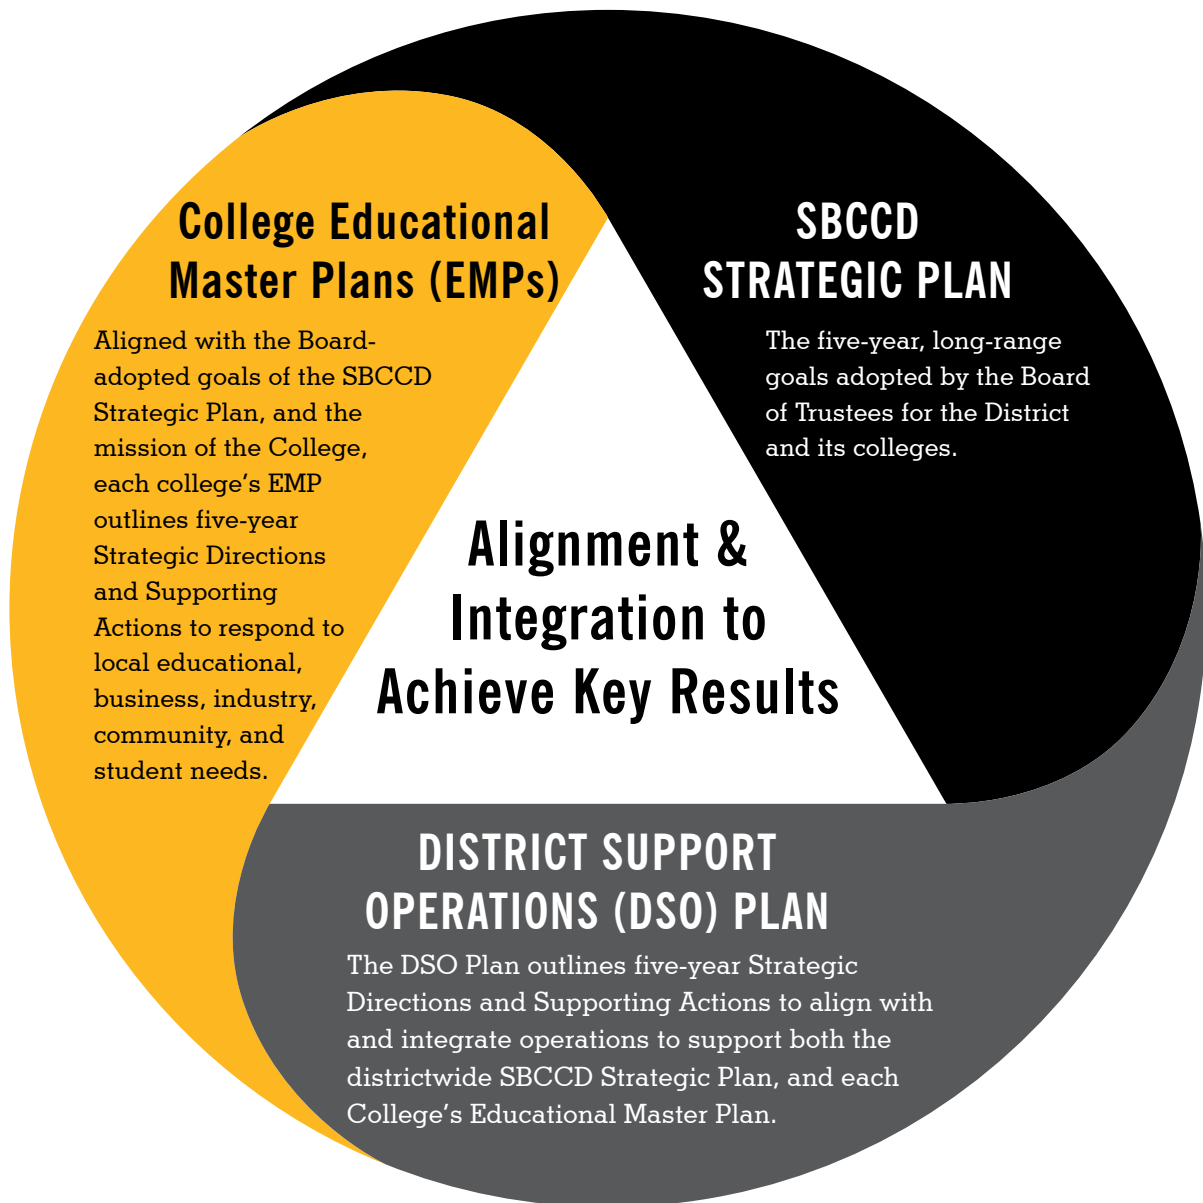 College Educational
Master Plans (EMPs)
Aligned with the Board-
adopted goals of the SBCCD
Strategic Plan, and the
mission of the College,
each college’s EMP
outlines five-year
Strategic Directions
and Supporting
Actions to respond to
local educational,
business, industry,
community, and
student needs.
SBCCD
STRATEGIC PLAN
The five-year, long-range
goals adopted by the Board
of Trustees for the District
and its colleges.
Alignment &
Integration to
Achieve Key Results
DISTRICT SUPPORT
OPERATIONS (DSO) PLAN
The DSO Plan outlines five-year Strategic
Directions and Supporting Actions to align with
and integrate operations to support both the
districtwide SBCCD Strategic Plan, and each
College’s Educational Master Plan.